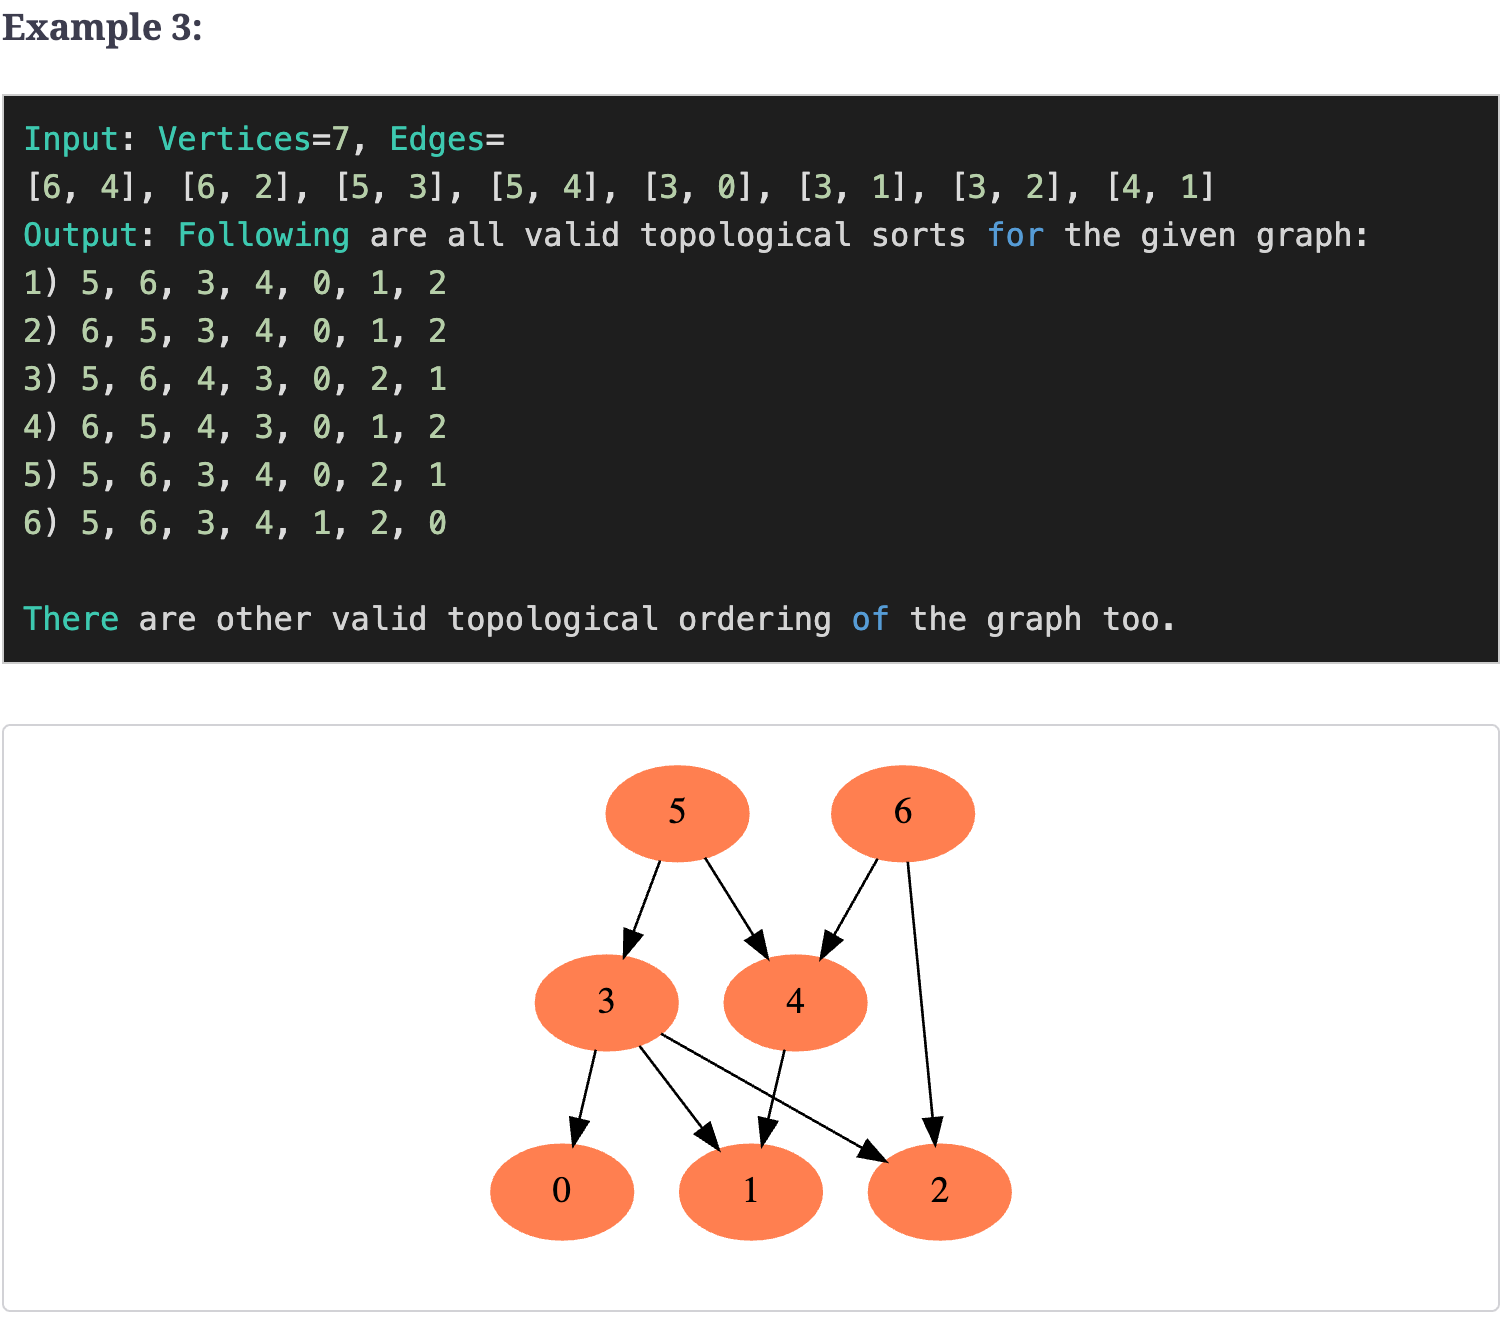 Example 3:
Input: Vertices=7, Edges=
[6, 4], [6, 2], [5, 3], [5, 4], [3, 0], [3, 1], [3, 2], [4, 1]
Output: Following are all valid topological sorts for the given graph:
1) 5, 6, 3, 4, 0, 1, 2
2) 6, 5, 3, 4, 0, 1, 2
3) 5, 6, 4, 3, 0, 2, 1
4) 6, 5, 4, 3, 0, 1, 2
5) 5, 6, 3, 4, 0, 2, 1
6) 5, 6, 3, 4, 1, 2, 0
There are other valid topological ordering of the graph too.
5 6
3 4
0 1 2